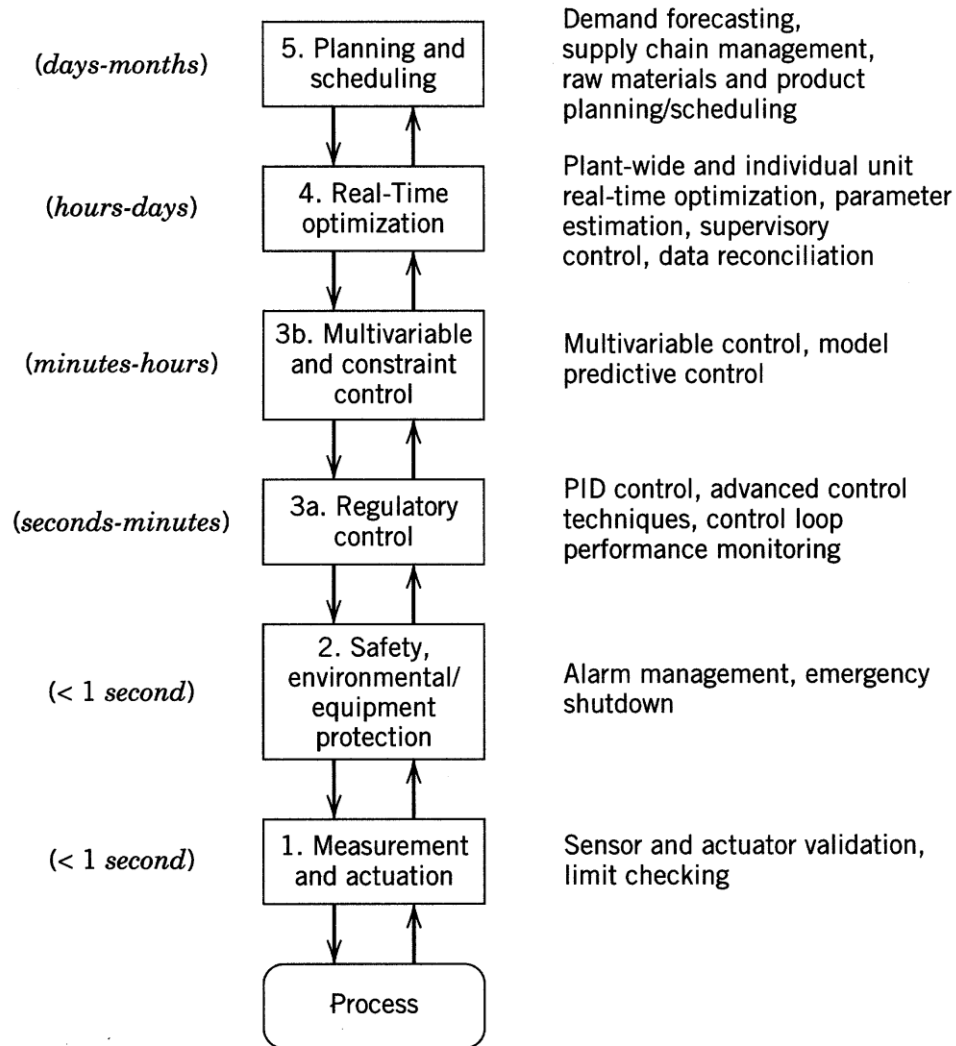 (days-months)
5. Planning and
scheduling
Demand forecasting,
supply chain management,
raw materials and product
planning/scheduling
(hours-days)
4. Real-Time
optimization
Plant-wide and individual unit
real-time optimization, parameter
estimation, supervisory
control, data reconciliation
(minutes-hours)
3b. Multivariable
and constraint
control
Multivariable control, model
predictive control
(seconds-minutes)
3a. Regulatory
control
PID control, advanced control
techniques, control loop
performance monitoring
(< 1 second)
2. Safety,
environmental/
equipment
protection
Alarm management, emergency
shutdown
(< 1 second)
1. Measurement
and actuation
Sensor and actuator validation,
limit checking
Process